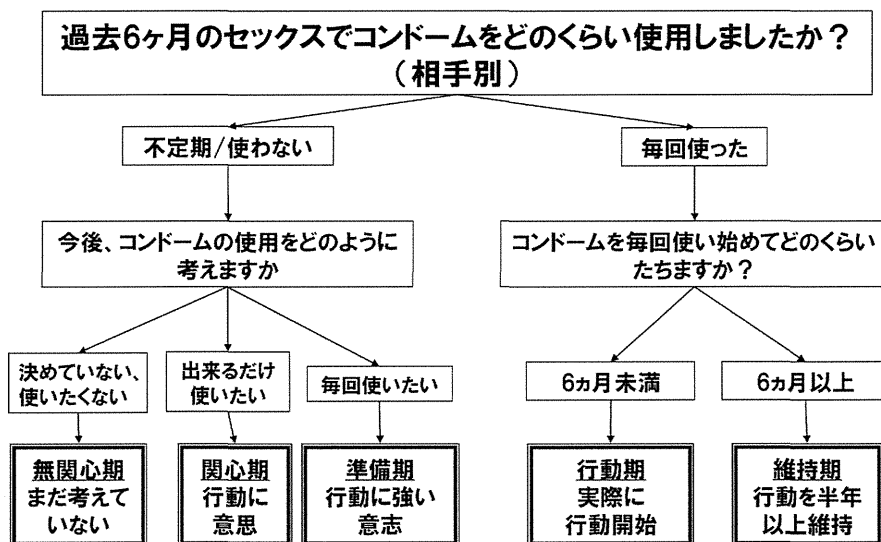 過去6ヶ月のセックスでコンドームをどのくらい使用しましたか？
（相手別）
不定期/使わない
毎回使った
今後、コンドームの使用をどのように
考えますか
コンドームを毎回使い始めてどのくらい
たちますか？
決めていない、
使いたくない
出来るだけ
使いたい
毎回使いたい
6ヵ月未満
6ヵ月以上
無関心期
まだ考えて
いない
関心期
行動に
意思
準備期
行動に強い
意志
行動期
実際に
行動開始
維持期
行動を半年
以上維持